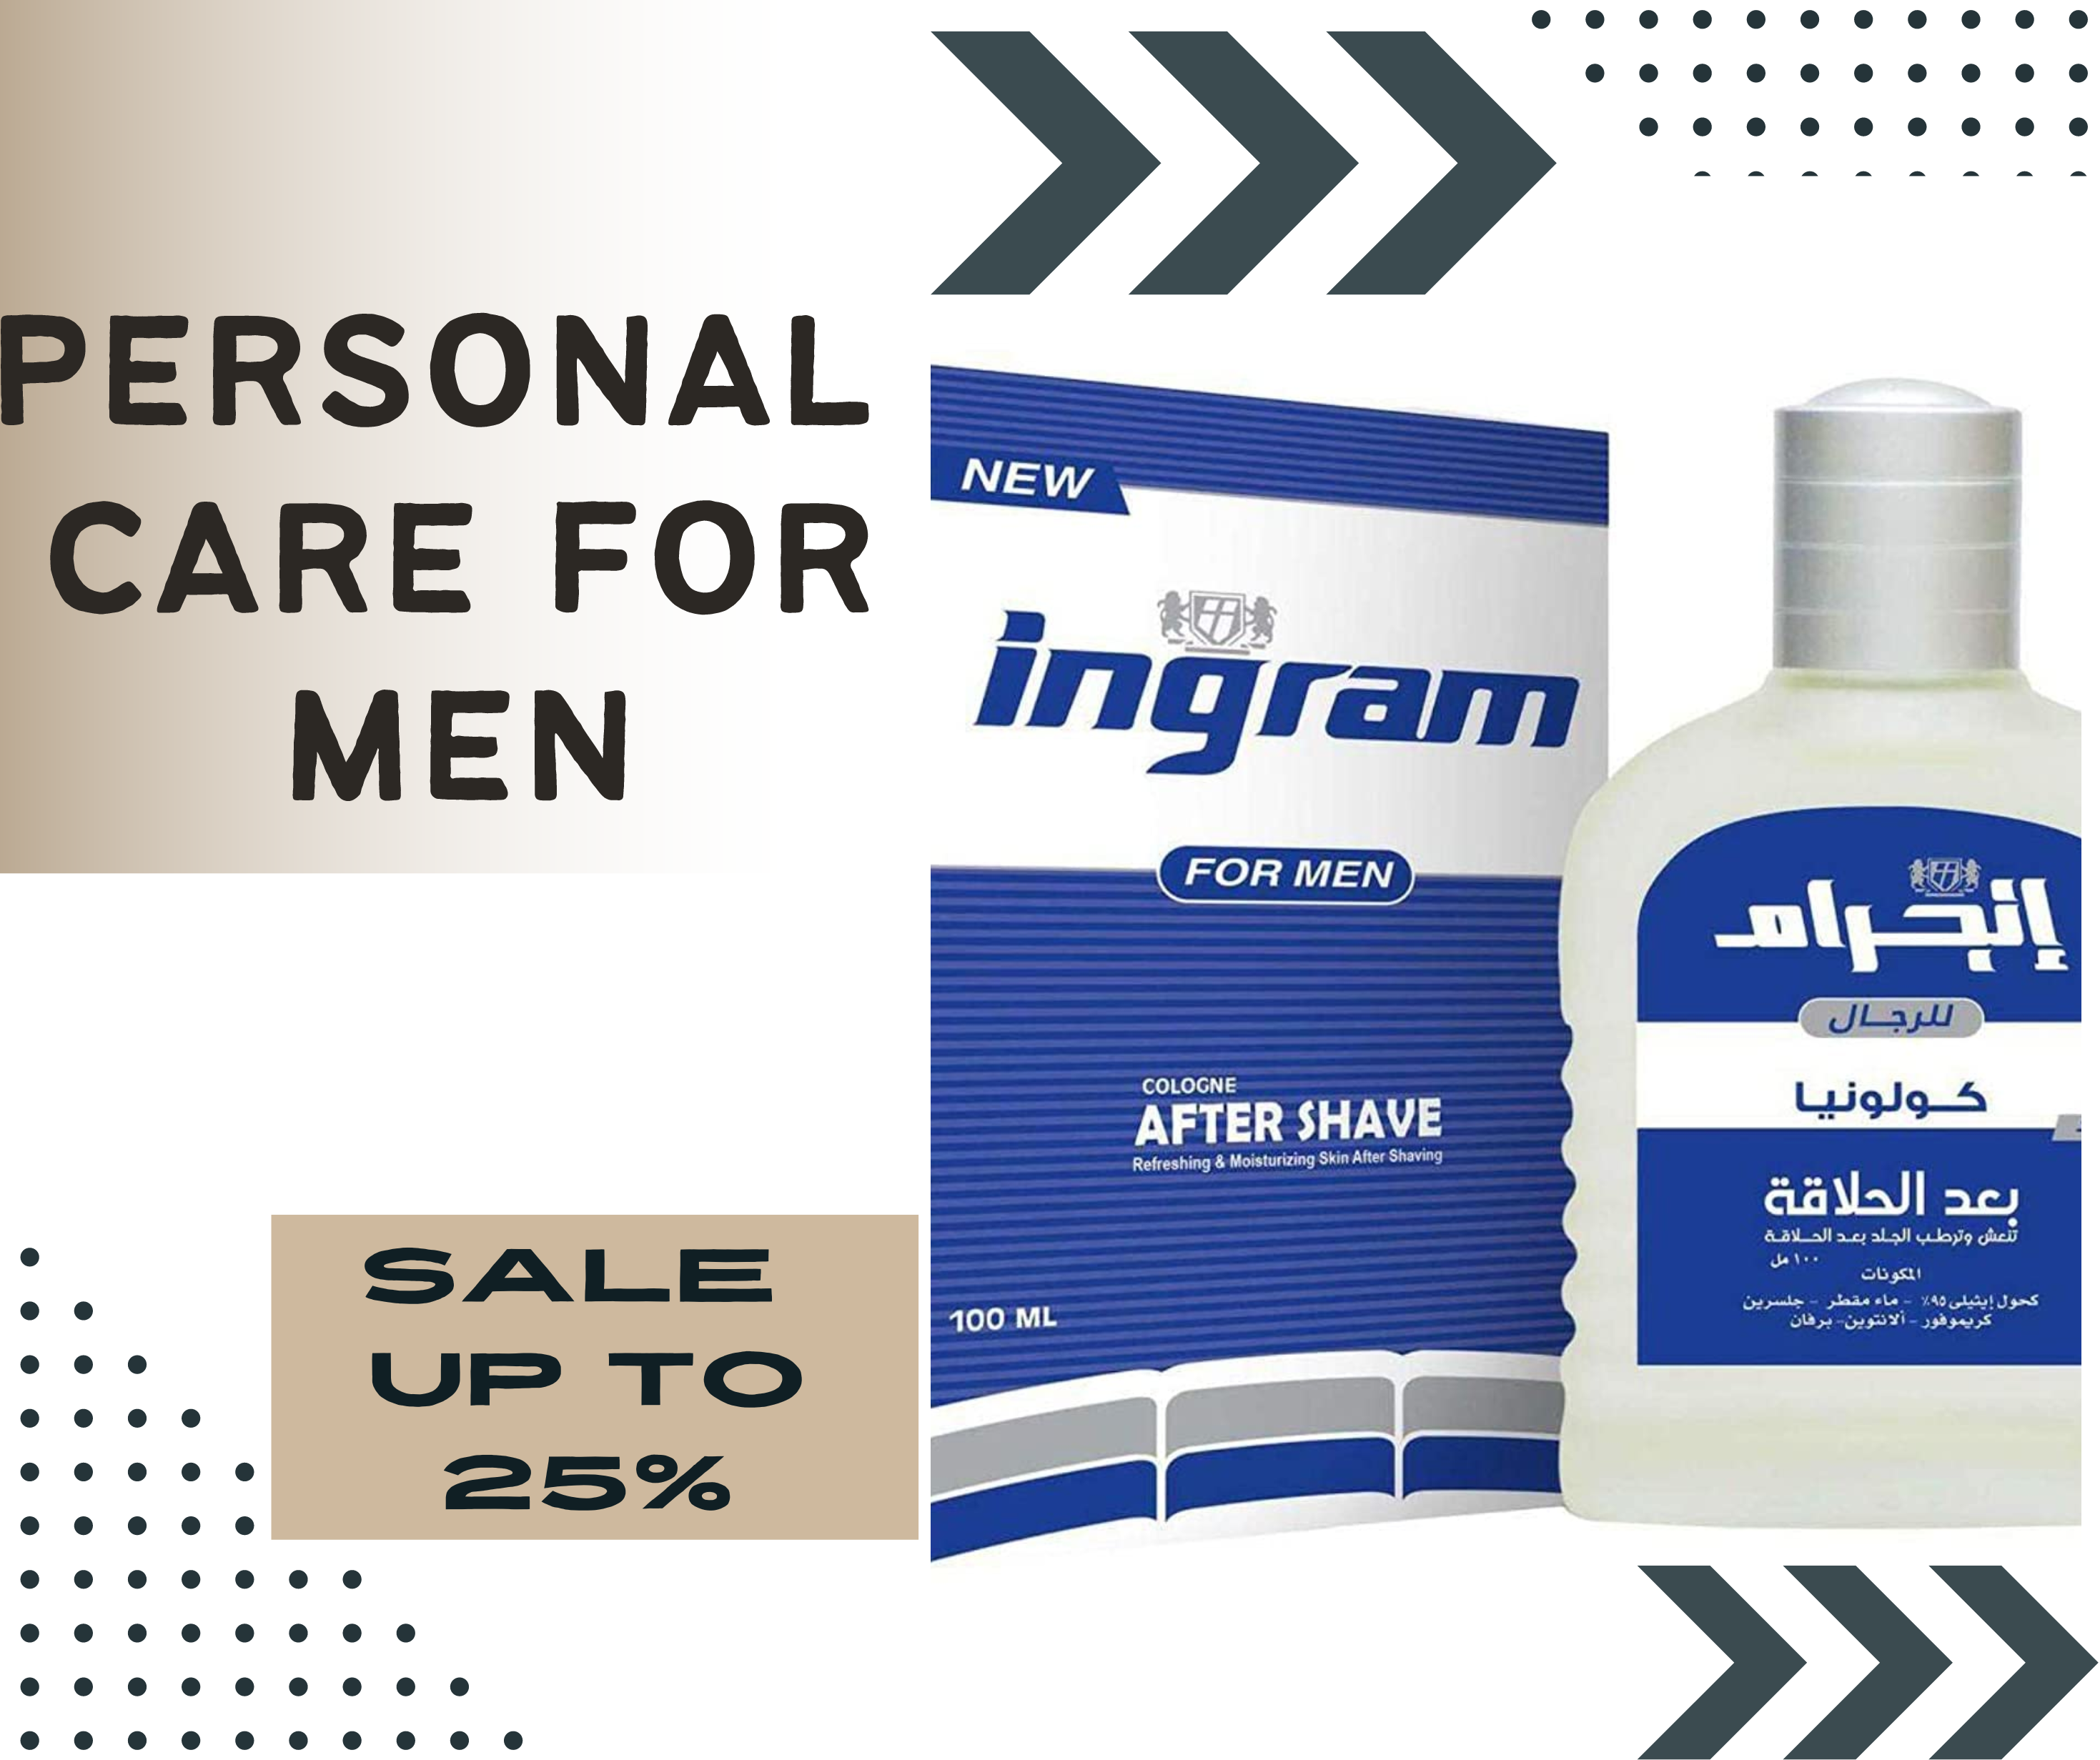 PERSONAL
CARE FOR
MEN
SALE
UP TO
25%
NEW
ingram
FOR MEN
COLOGNE
AFTER SHAVE
Refreshing & Moisturizing Skin After Shaving
100 ML
إنجرام
للرجال
كولونيا
بعد الحلاقة
تنعش وترطب الجلد بعد الحلاقة
١٠٠ مل
المكونات
كحول إيثيلى ٩٥٪ - ماء مقطر - جلسرين
كريموفور - ألانتوين - برفان